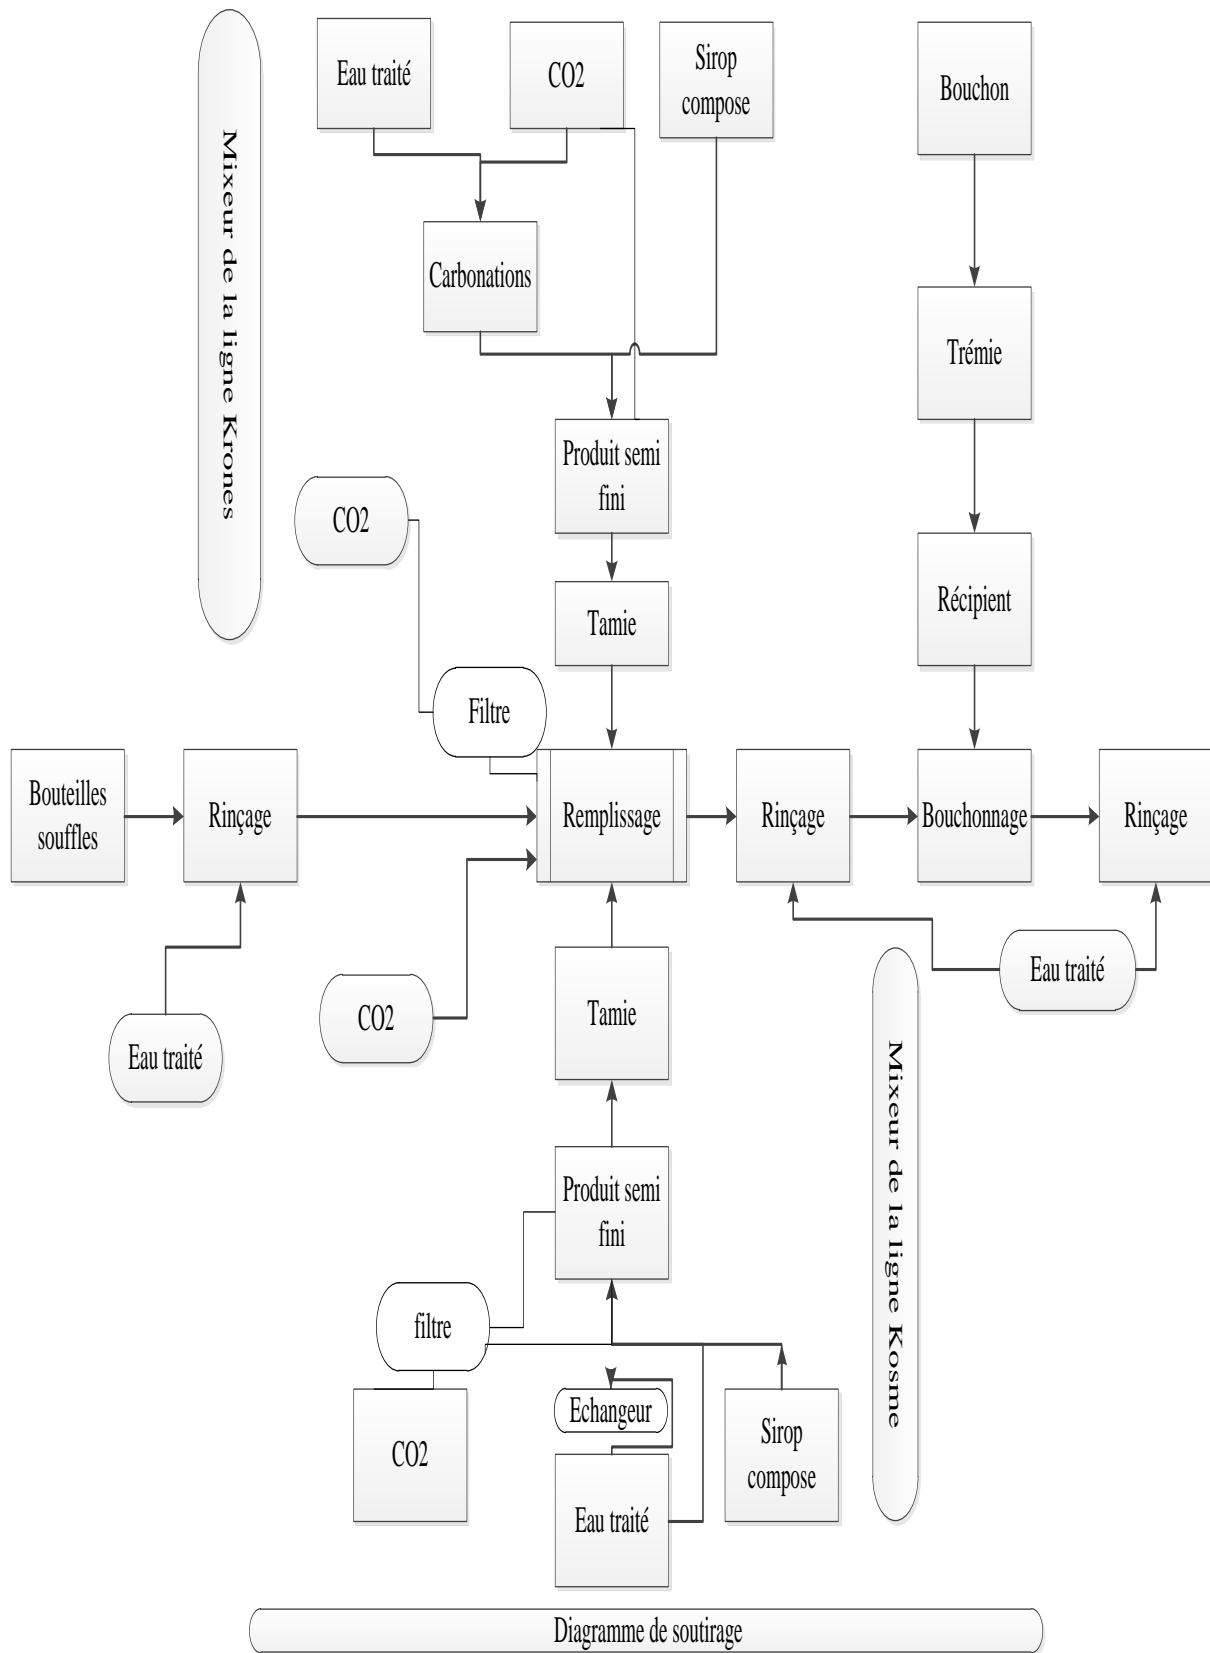 Eau traité
CO2
Sirop
compose
Bouchon
Mixeur de la ligne Krones
Carbonations
Trémie
Produit semi
fini
CO2
Tamie
Récipient
Filtre
Bouteilles
souffles
Rinçage
Remplissage
Rinçage
Bouchonnage
Rinçage
Eau traité
CO2
Tamie
Eau traité
Mixeur de la ligne Kosme
Produit semi
fini
filtre
Echangeur
CO2
Sirop
compose
Eau traité
Diagramme de soutirage